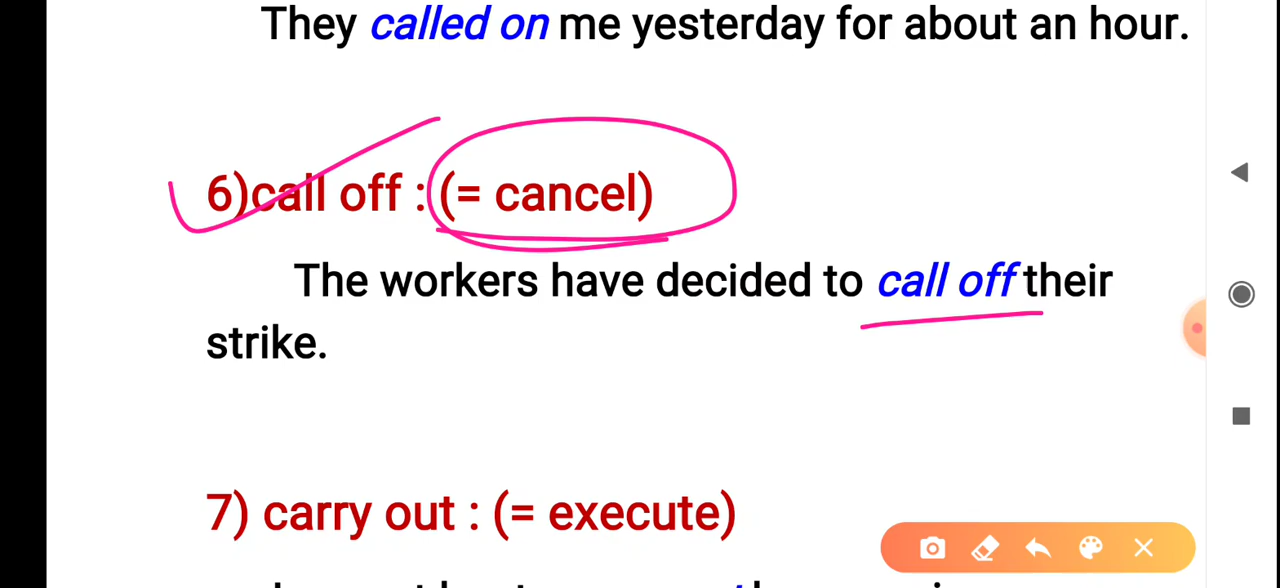 They called on me yesterday for about an hour.
6)call off : (= cancel)
The workers have decided to call off their
strike.
7) carry out : (= execute)